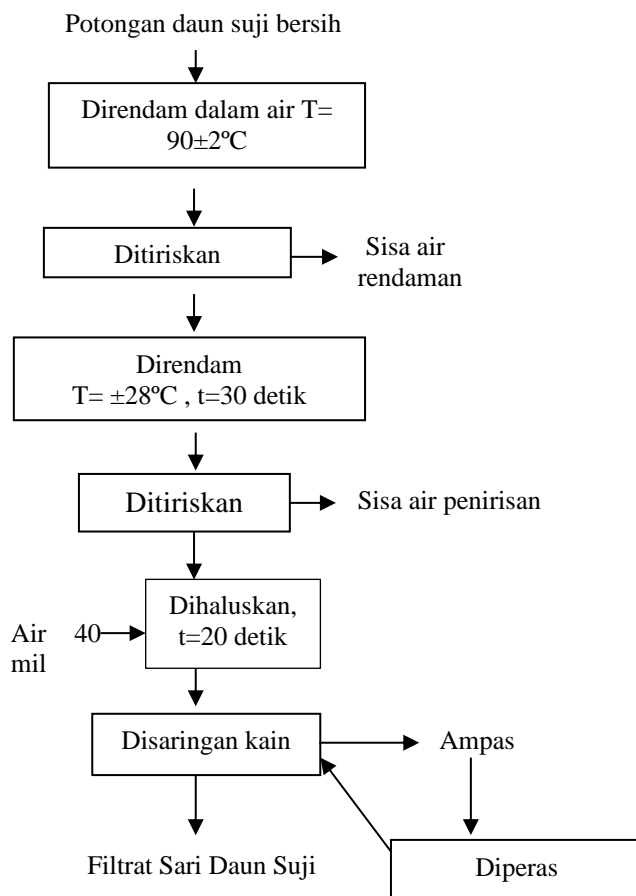 Potongan daun suji bersih
Direndam dalam air T=
90±2ºC
Ditiriskan
Sisa air
rendaman
Direndam
T= ±28ºC , t=30 detik
Ditiriskan
Sisa air penirisan
Dihaluskan,
t=20 detik
Air 40
mil
Disaringan kain
Ampas
Filtrat Sari Daun Suji
Diperas